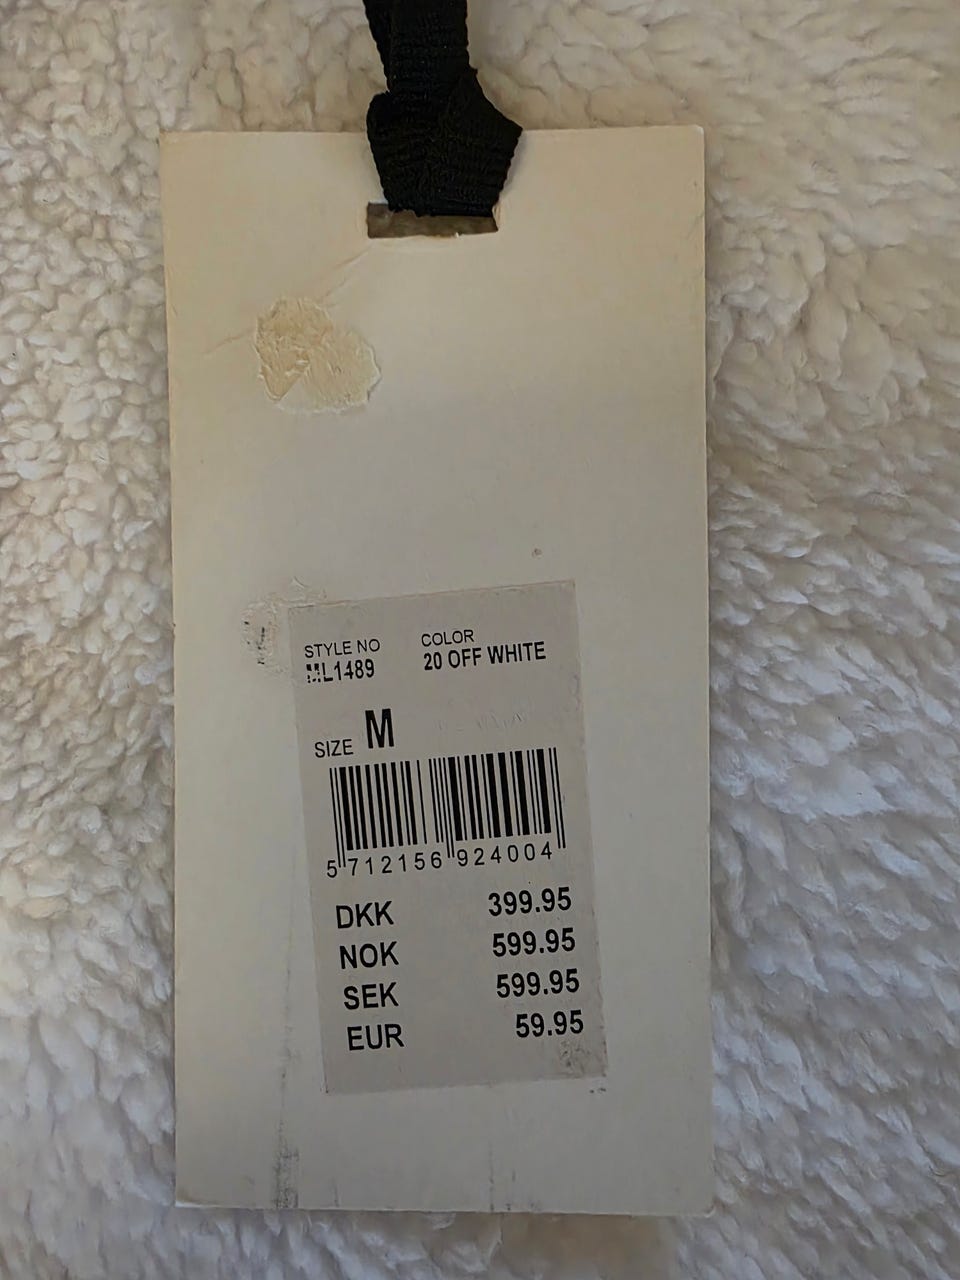 STYLE NO COLOR
ML1489 20 OFF WHITE
SIZE M
5 712156 924004
DKK 399.95
NOK 599.95
SEK 599.95
EUR 59.95